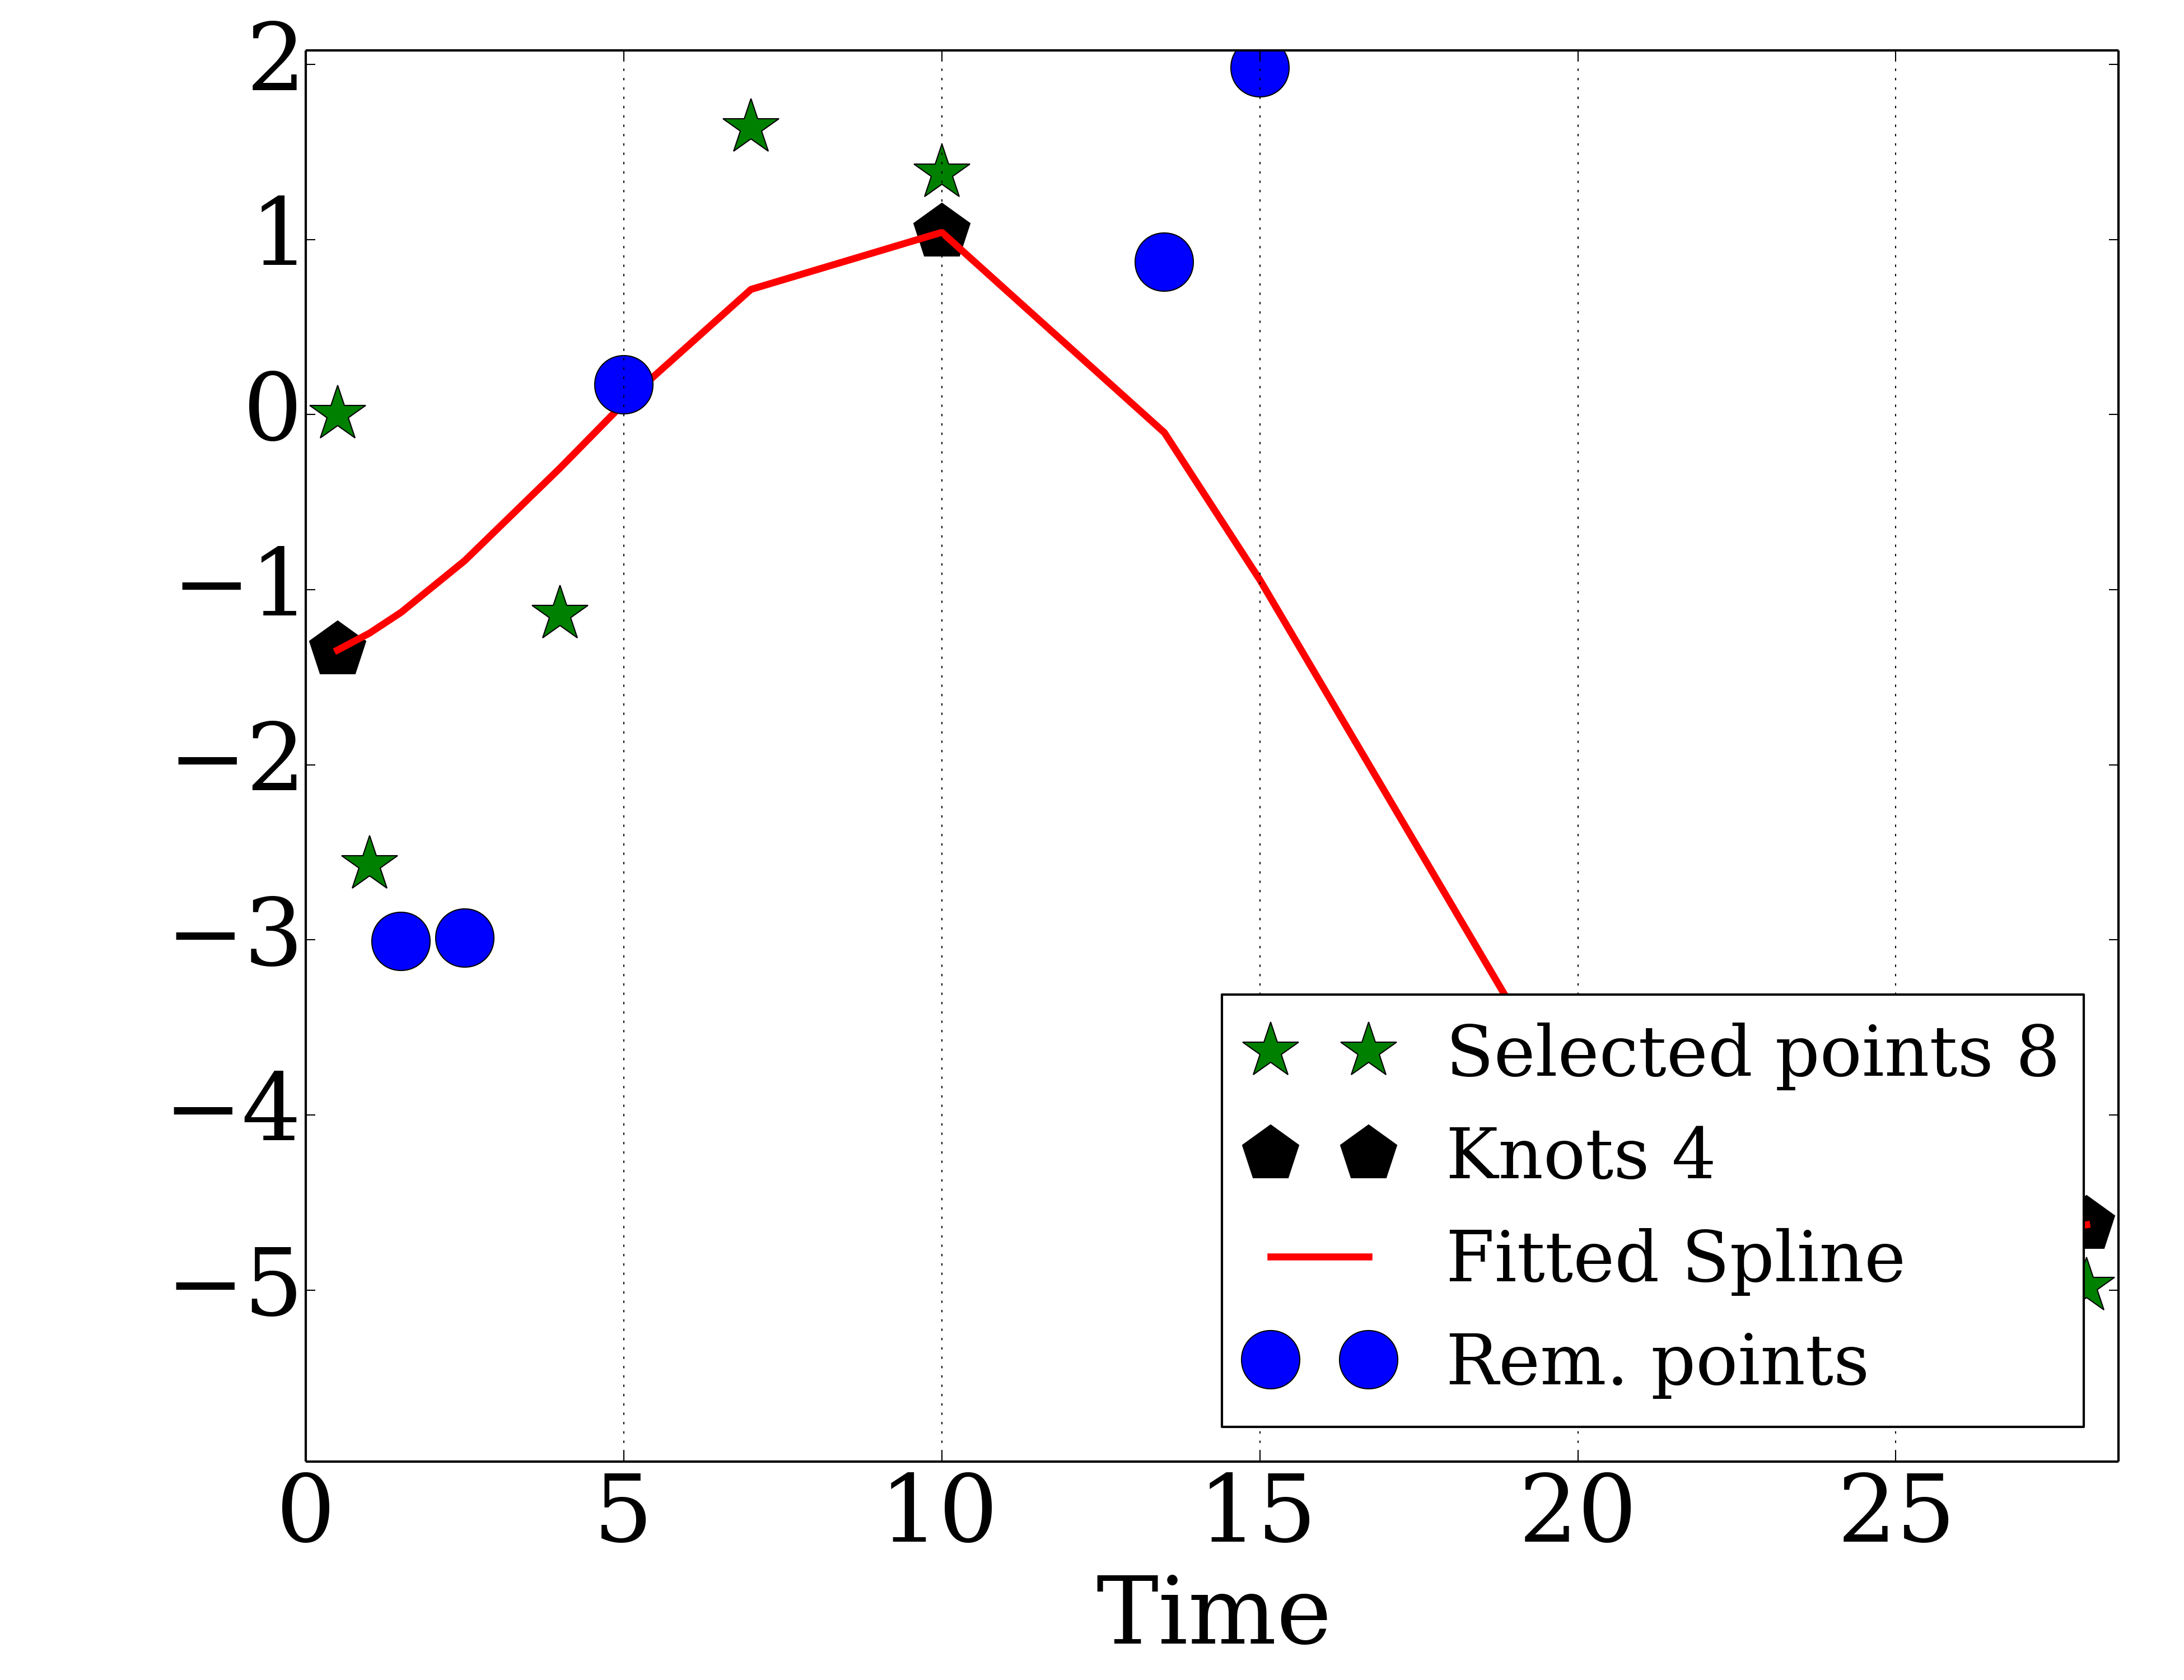 2
1
0
−1
−2
−3
−4
−5
Selected points 8
Knots 4
Fitted Spline
Rem. points
0 5 10 15 20 25
Time